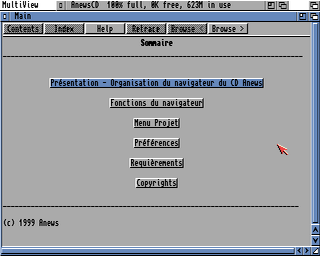 MultiView
AnewsCD 100% full, 0K free, 623M in use
Main
Contents Index Help Retrace Browse < Browse >
Sommaire
Présentation - Organisation du navigateur du CD Anews
Fonctions du navigateur
Menu Projet
Préférences
Requièrements
Copyrights
(c) 1999 Anews